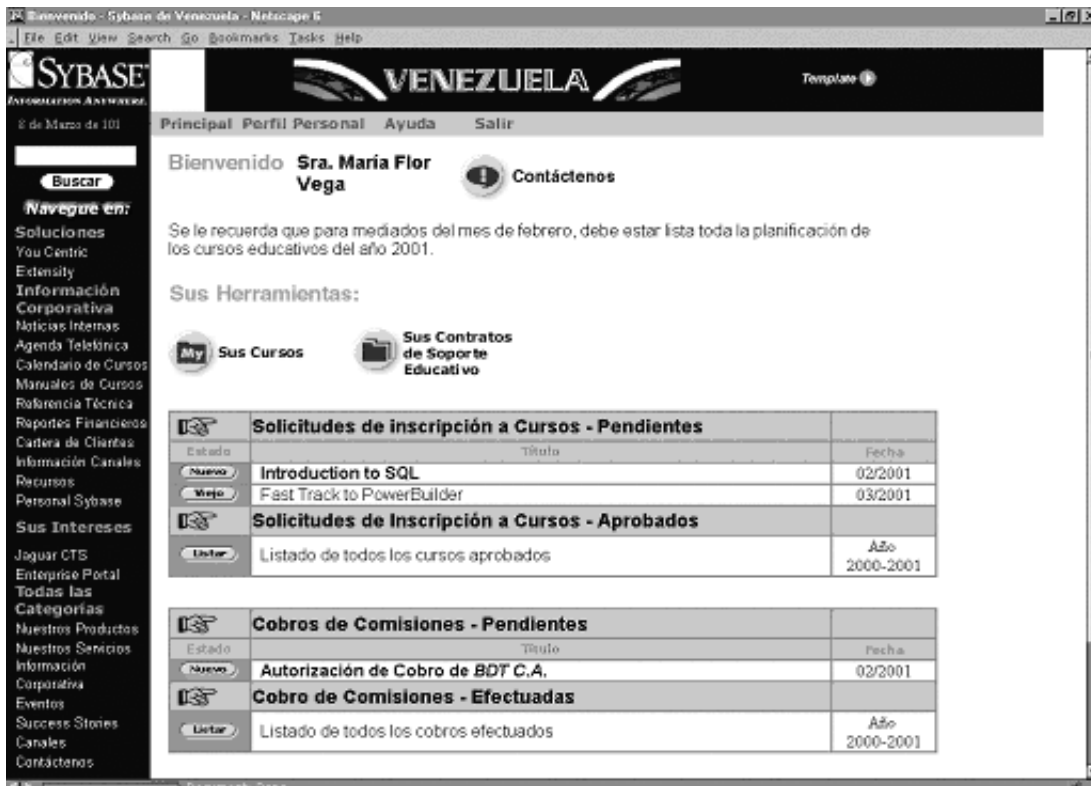 Bienvenido - Sybase de Venezuela - Netscape 6
File Edit View Search Go Bookmarks Tasks Help
SYBASE
INFORMATION ANYWHERE.
VENEZUELA
Template
8 de Marzo de 101
Principal Perfil Personal Ayuda Salir
Buscar
Navegue en:
Soluciones
You Centric
Extensity
Información
Corporativa
Noticias Internas
Agenda Telefónica
Calendario de Cursos
Manuales de Cursos
Referencia Técnica
Reportes Financieros
Cartera de Clientes
Información Canales
Recursos
Personal Sybase
Sus Intereses
Jaguar CTS
Enterprise Portal
Todas las
Categorías
Nuestros Productos
Nuestros Servicios
Información
Corporativa
Eventos
Success Stories
Canales
Contáctenos
Bienvenido Sra. María Flor
Vega
Contáctenos
Se le recuerda que para mediados del mes de febrero, debe estar lista toda la planificación de
los cursos educativos del año 2001.
Sus Herramientas:
My Sus Cursos
Sus Contratos
de Soporte
Educativo
Solicitudes de inscripción a Cursos - Pendientes
Estado Título Fecha
Nuevo Introduction to SQL 02/2001
Viejo Fast Track to PowerBuilder 03/2001
Solicitudes de Inscripción a Cursos - Aprobados
Listar Listado de todos los cursos aprobados Año
2000-2001
Cobros de Comisiones - Pendientes
Estado Título Fecha
Nuevo Autorización de Cobro de BDT C.A. 02/2001
Cobro de Comisiones - Efectuadas
Listar Listado de todos los cobros efectuados Año
2000-2001